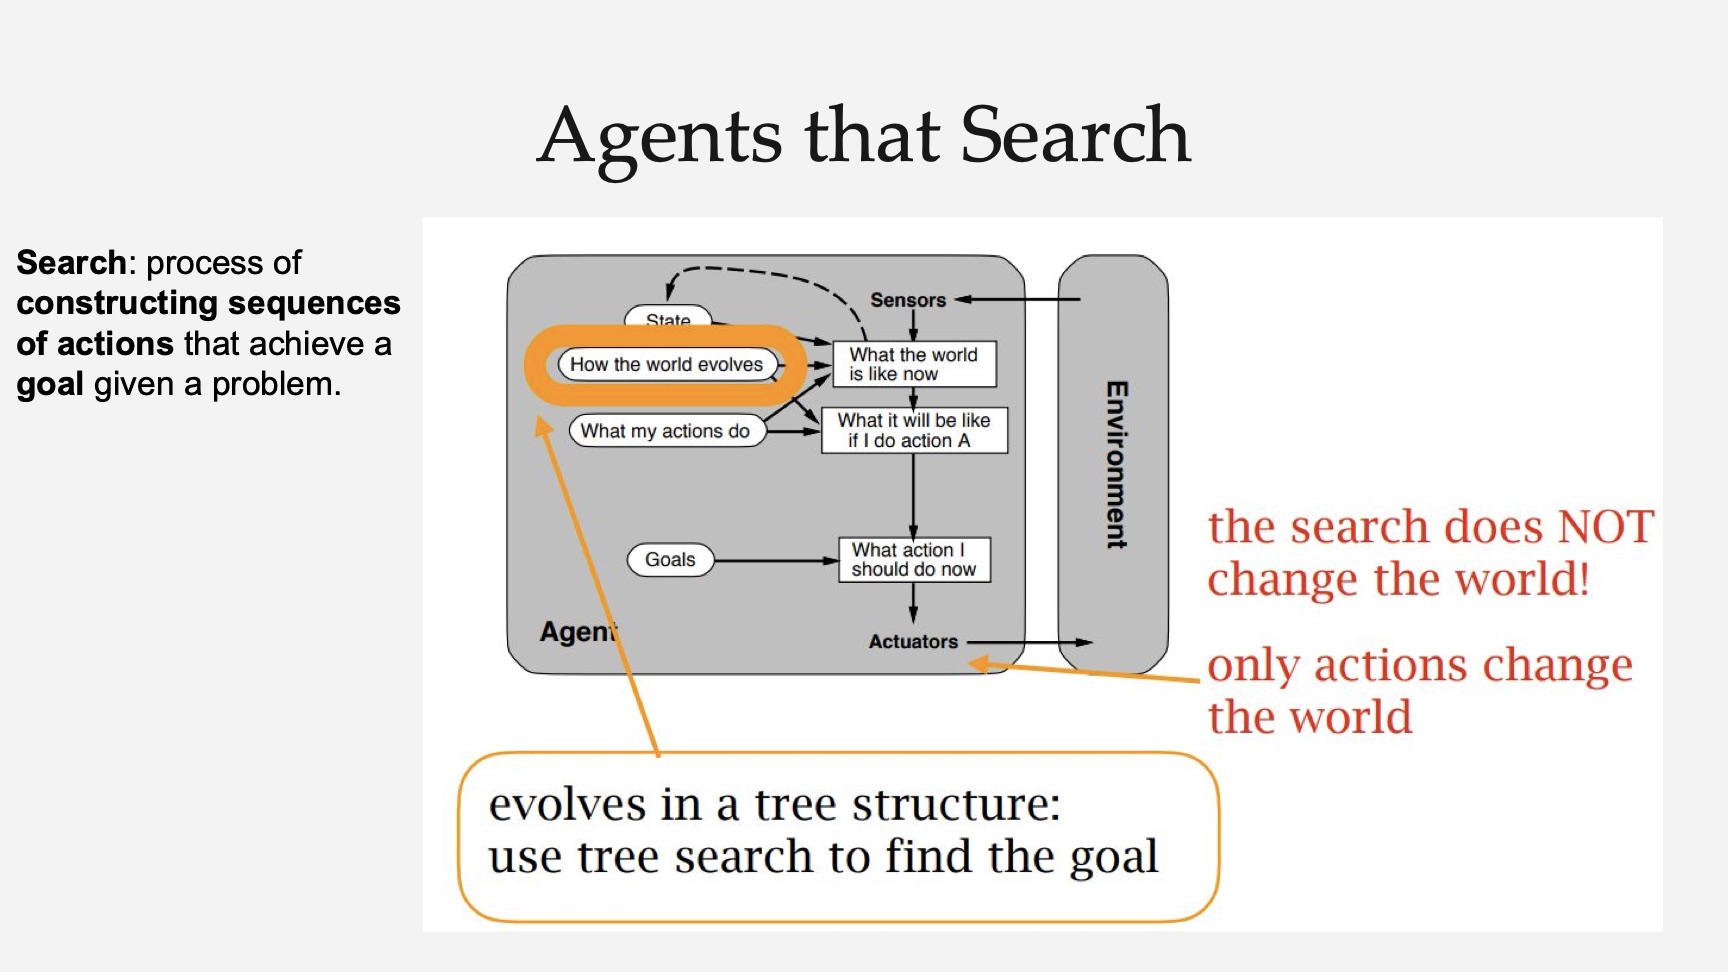 Agents that Search
Search: process of
constructing sequences
of actions that achieve a
goal given a problem.
Sensors
State
How the world evolves
What the world
is like now
What my actions do
What it will be like
if I do action A
Goals
What action I
should do now
Agent
Actuators
Environment
the search does NOT
change the world!
only actions change
the world
evolves in a tree structure:
use tree search to find the goal